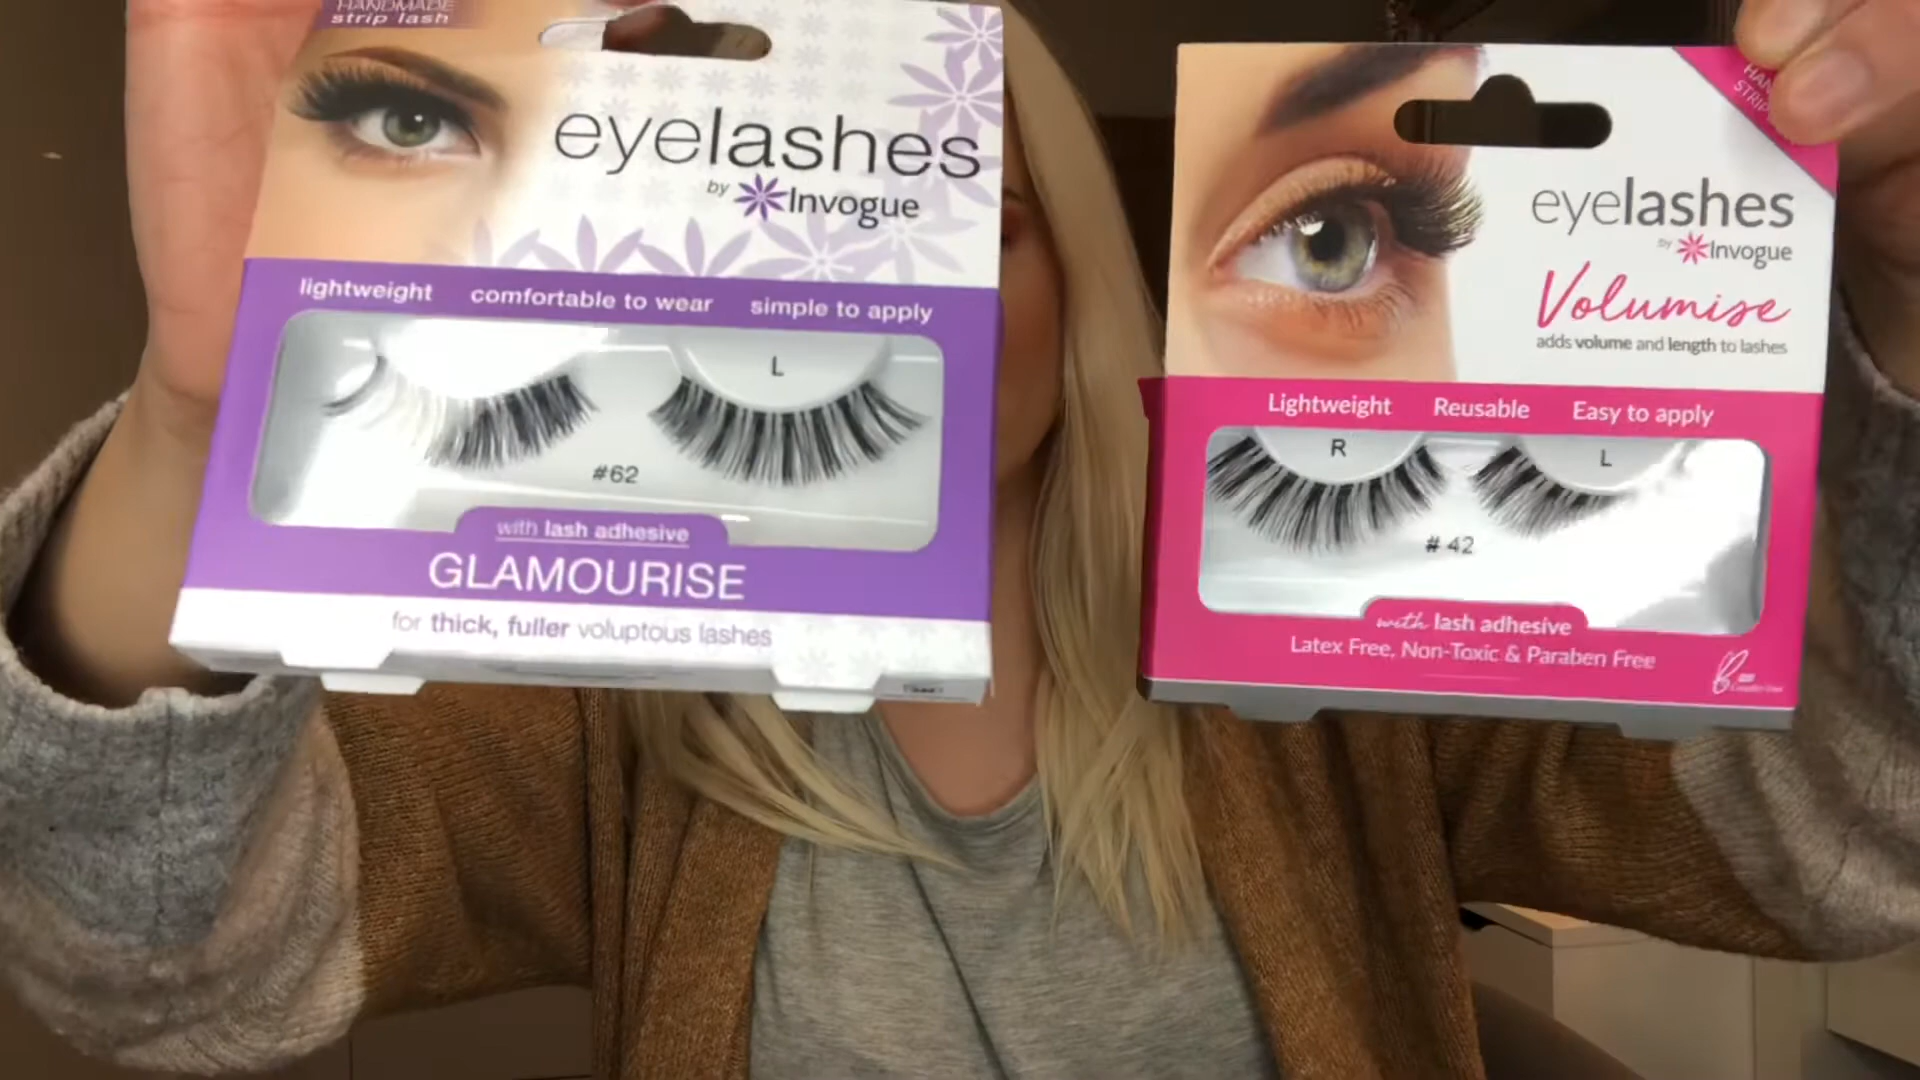 HANDMADE
strip lash
eyelashes
by Invogue
lightweight comfortable to wear simple to apply
L
#62
with lash adhesive
GLAMOURISE
for thick, fuller voluptous lashes
eyelashes
by Invogue
Volumise
adds volume and length to lashes
Lightweight Reusable Easy to apply
R L
# 42
with lash adhesive
Latex Free, Non-Toxic & Paraben Free